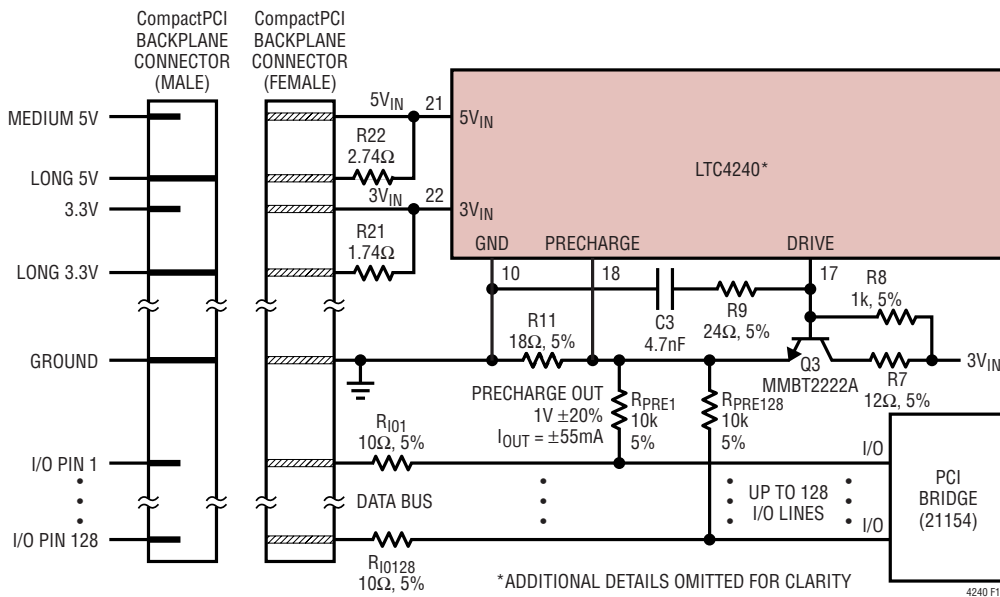 CompactPCI
BACKPLANE
CONNECTOR
(MALE)
CompactPCI
BACKPLANE
CONNECTOR
(FEMALE)
MEDIUM 5V
LONG 5V
3.3V
LONG 3.3V
GROUND
I/O PIN 1
I/O PIN 128
5VIN
21
R22
2.74Ω
3VIN
22
R21
1.74Ω
5VIN
LTC4240*
3VIN
GND
PRECHARGE
DRIVE
10
18
17
R8
1k, 5%
C3
4.7nF
R9
24Ω, 5%
R11
18Ω, 5%
Q3
MMBT2222A
R7
12Ω, 5%
3VIN
PRECHARGE OUT
1V ±20%
IOUT = ±55mA
RPRE1
10k
5%
RPRE128
10k
5%
RIO1
10Ω, 5%
DATA BUS
RIO128
10Ω, 5%
UP TO 128
I/O LINES
I/O
I/O
PCI
BRIDGE
(21154)
*ADDITIONAL DETAILS OMITTED FOR CLARITY
4240 F1